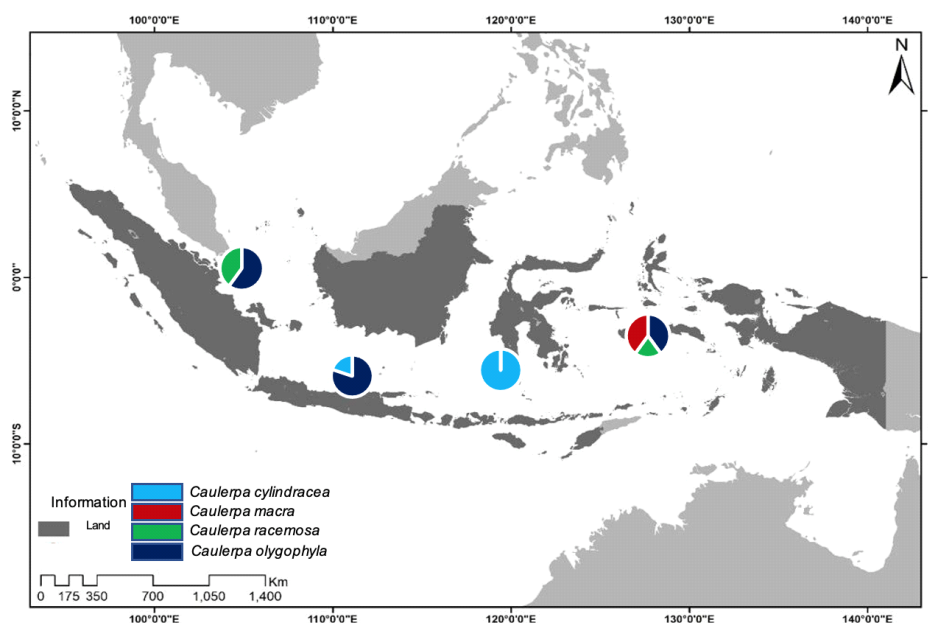 100°0'0"E 110°0'0"E 120°0'0"E 130°0'0"E 140°0'0"E
N
10°0'0"N
0°0'0"
10°0'0"S
Information
Land
Caulerpa cylindracea
Caulerpa macra
Caulerpa racemosa
Caulerpa olygophyla
Km
0 175 350 700 1,050 1,400
100°0'0"E 110°0'0"E 120°0'0"E 130°0'0"E 140°0'0"E